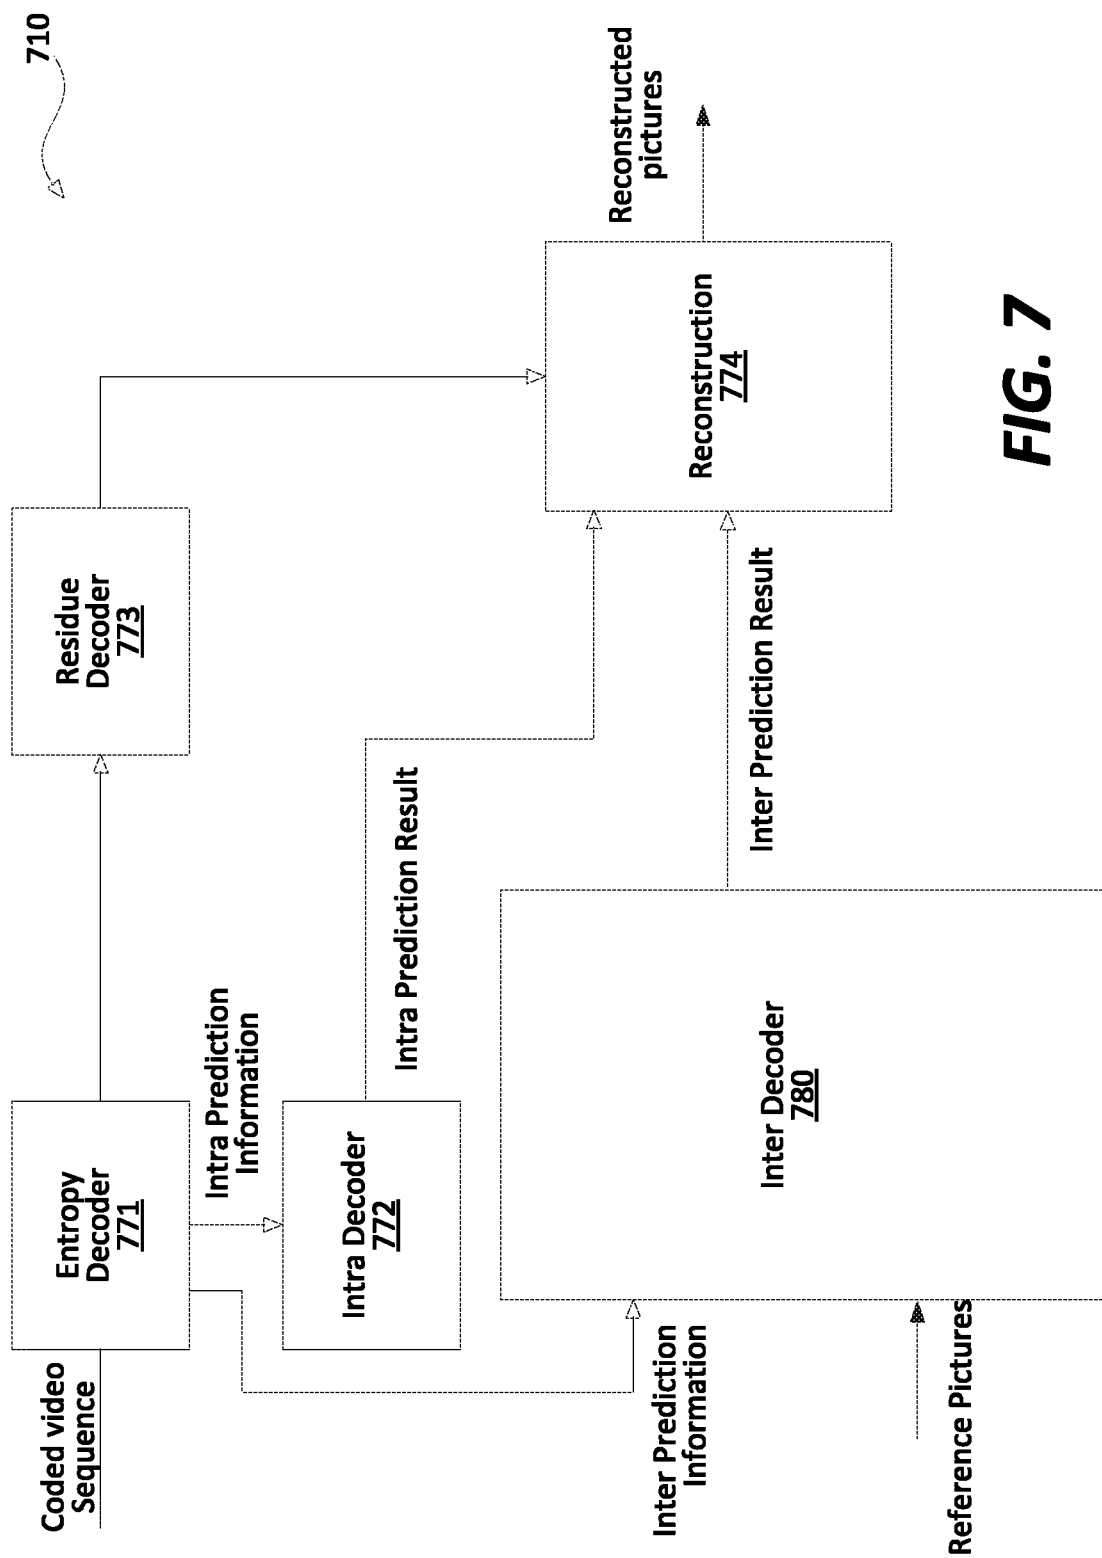 710
Coded video
Sequence
Entropy
Decoder
771
Residue
Decoder
773
Intra Prediction
Information
Intra Decoder
772
Intra Prediction Result
Reconstructed
pictures
Reconstruction
774
Inter Prediction
Information
Inter Decoder
780
Inter Prediction Result
Reference Pictures
FIG. 7